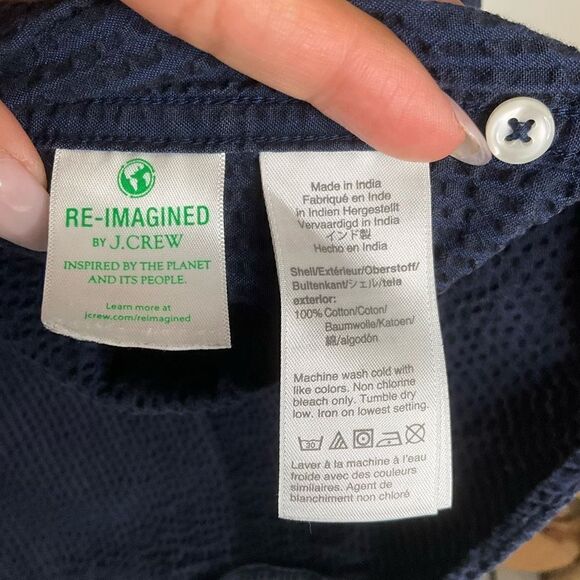 RE-IMAGINED
BY J.CREW
INSPIRED BY THE PLANET
AND ITS PEOPLE.
Learn more at
jcrew.com/reimagined
Made in India
Fabriqué en Inde
in Indien Hergestellt
Vervaardigd in India
インド製
Hecho en India
Shell/Extérieur/Oberstoff/
Buitenkant/シェル/tela
exterior:
100% Cotton/Coton/
Baumwolle/Katoen/
綿/algodón
Machine wash cold with
like colors. Non chlorine
bleach only. Tumble dry
low. Iron on lowest setting.
30
Laver à la machine à l'eau
froide avec des couleurs
similaires. Agent de
blanchiment non chloré